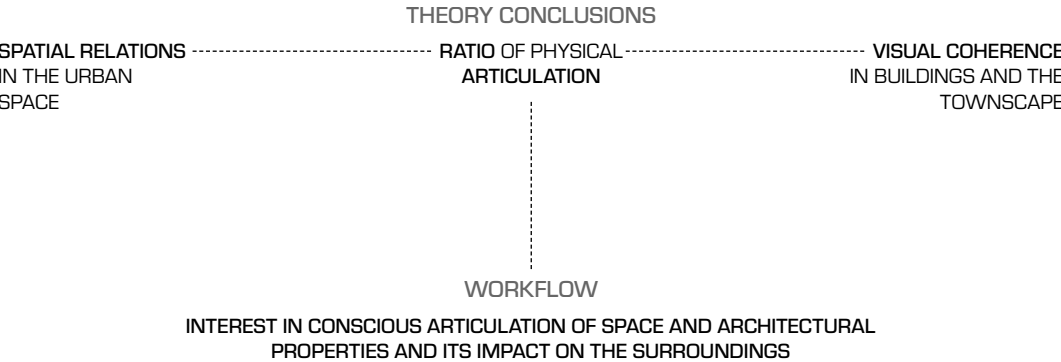 THEORY CONCLUSIONS
SPATIAL RELATIONS
IN THE URBAN
SPACE
RATIO OF PHYSICAL
ARTICULATION
VISUAL COHERENCE
IN BUILDINGS AND THE
TOWNSCAPE
WORKFLOW
INTEREST IN CONSCIOUS ARTICULATION OF SPACE AND ARCHITECTURAL
PROPERTIES AND ITS IMPACT ON THE SURROUNDINGS